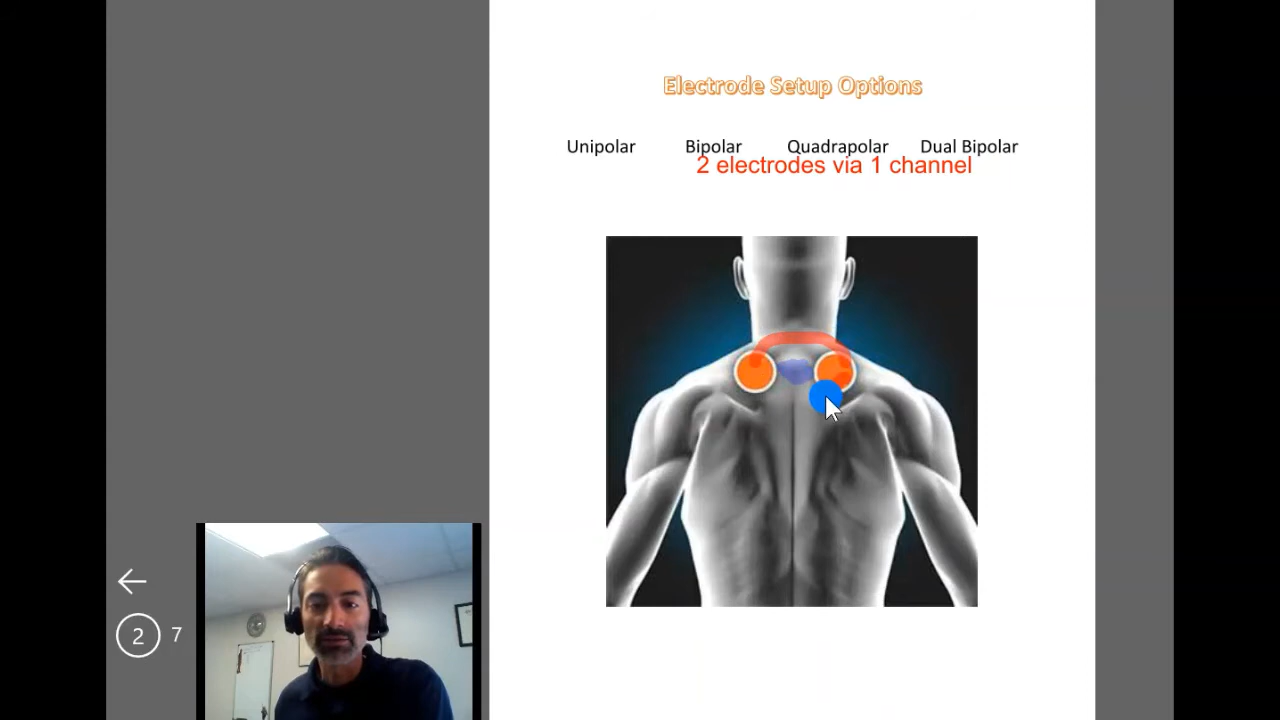 Electrode Setup Options
Unipolar Bipolar Quadrapolar Dual Bipolar
2 electrodes via 1 channel
2 7